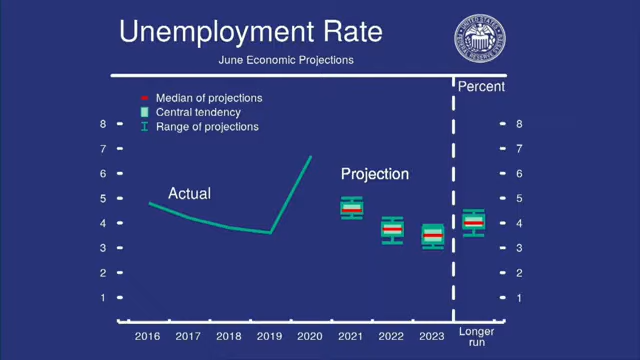 Unemployment Rate
June Economic Projections
Percent
Median of projections
Central tendency
Range of projections
8 8
7 7
Actual Projection
6 6
5 5
4 4
3 3
2 2
1 1
2016 2017 2018 2019 2020 2021 2022 2023 Longer
run